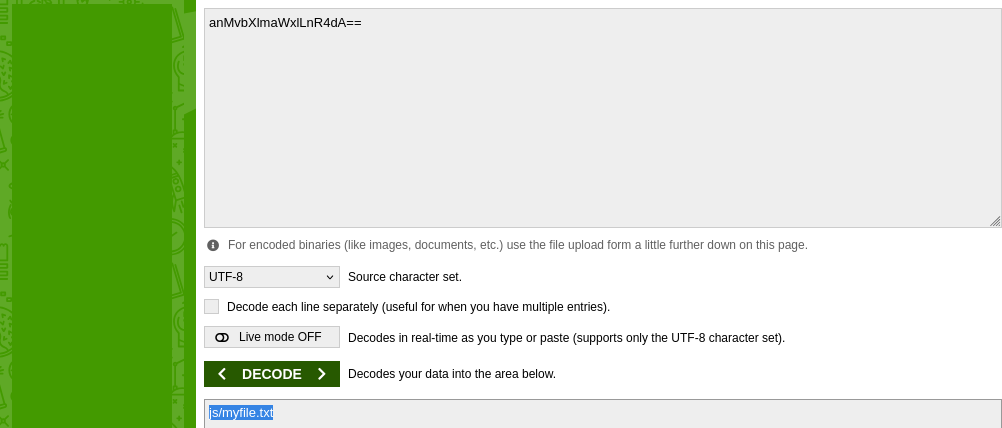 anMvbXlmaWxlLnR4dA==
For encoded binaries (like images, documents, etc.) use the file upload form a little further down on this page.
UTF-8 Source character set.
Decode each line separately (useful for when you have multiple entries).
Live mode OFF Decodes in real-time as you type or paste (supports only the UTF-8 character set).
DECODE Decodes your data into the area below.
js/myfile.txt